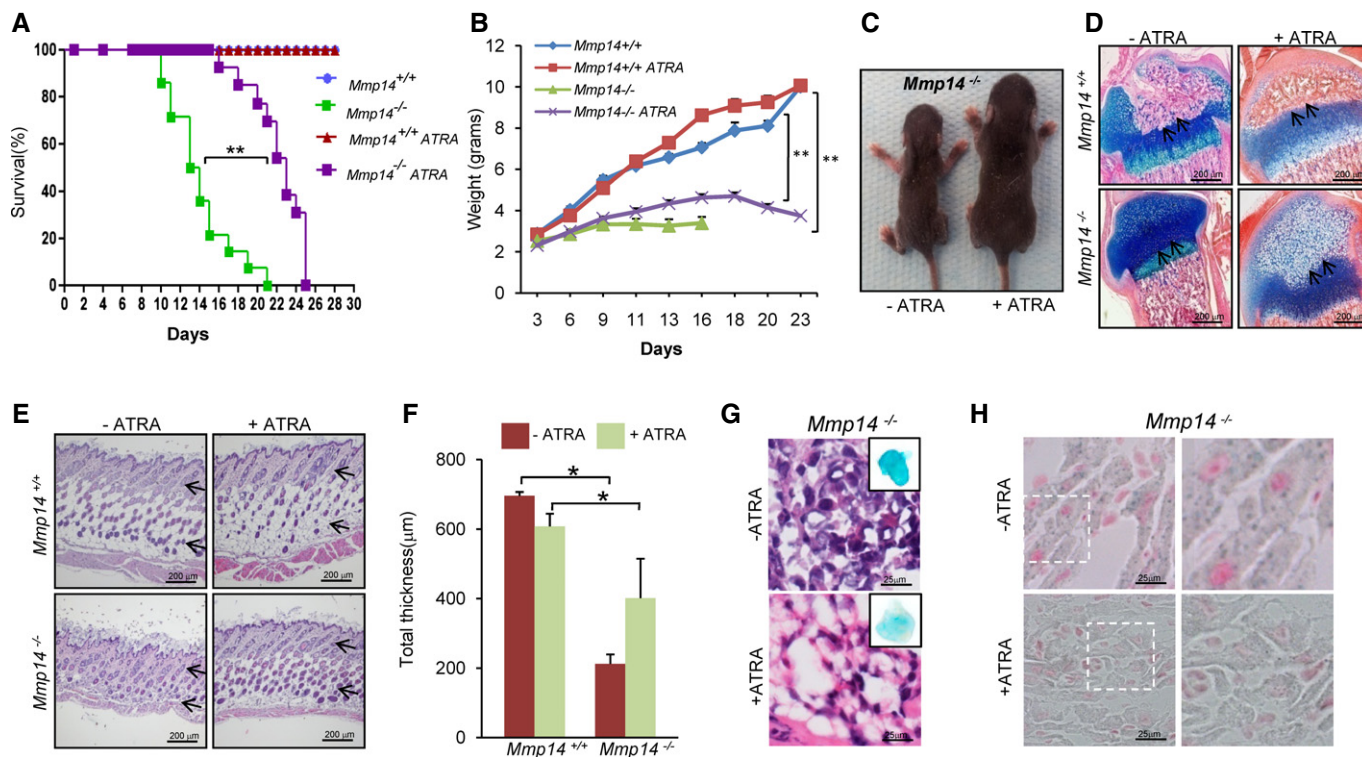 A
Survival(%)
100
80
60
40
20
0
**
0 2 4 6 8 10 12 14 16 18 20 22 24 26 28 30
Days
Mmp14+/+
Mmp14-/-
Mmp14+/+ ATRA
Mmp14-/- ATRA
B
Weight (grams)
12
10
8
6
4
2
0
Mmp14+/+
Mmp14+/+ ATRA
Mmp14-/-
Mmp14-/- ATRA
** **
3 6 9 11 13 16 18 20 23
Days
C
Mmp14 -/-
- ATRA + ATRA
D
- ATRA + ATRA
Mmp14 +/+
200 µm 200 µm
Mmp14 -/-
200 µm 200 µm
E
- ATRA + ATRA
Mmp14 +/+
200 µm 200 µm
Mmp14 -/-
200 µm 200 µm
F
- ATRA + ATRA
Total thickness(µm)
800
600
400
200
0
*
*
Mmp14 +/+ Mmp14 -/-
G
Mmp14 -/-
-ATRA
25µm
+ATRA
25µm
H
Mmp14 -/-
-ATRA
25µm
+ATRA
25µm